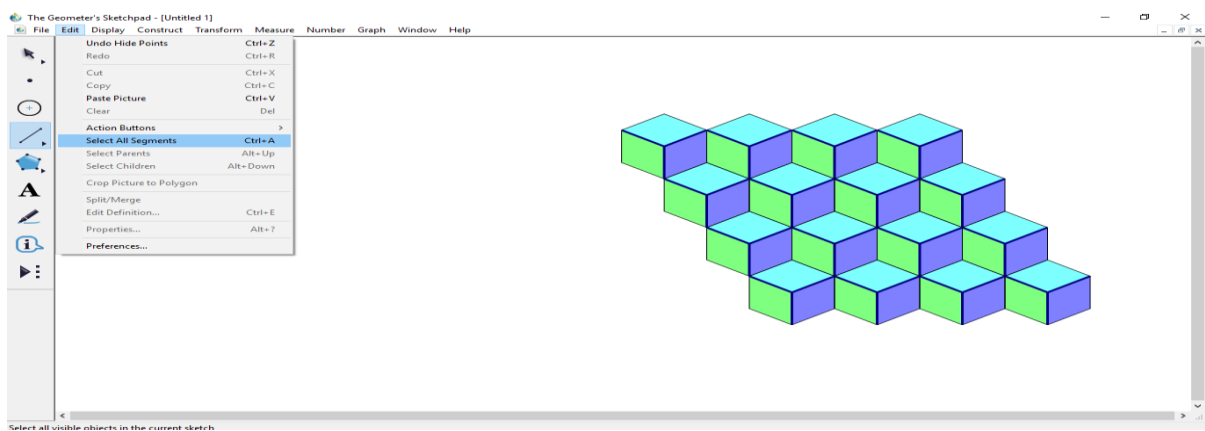 The Geometer's Sketchpad - [Untitled 1]
File Edit Display Construct Transform Measure Number Graph Window Help
Undo Hide Points Ctrl+Z
Redo Ctrl+R
Cut Ctrl+X
Copy Ctrl+C
Paste Picture Ctrl+V
Clear Del
Action Buttons >
Select All Segments Ctrl+A
Select Parents Alt+Up
Select Children Alt+Down
Crop Picture to Polygon
Split/Merge
Edit Definition... Ctrl+E
Properties... Alt+?
Preferences...
A
i
Select all visible objects in the current sketch